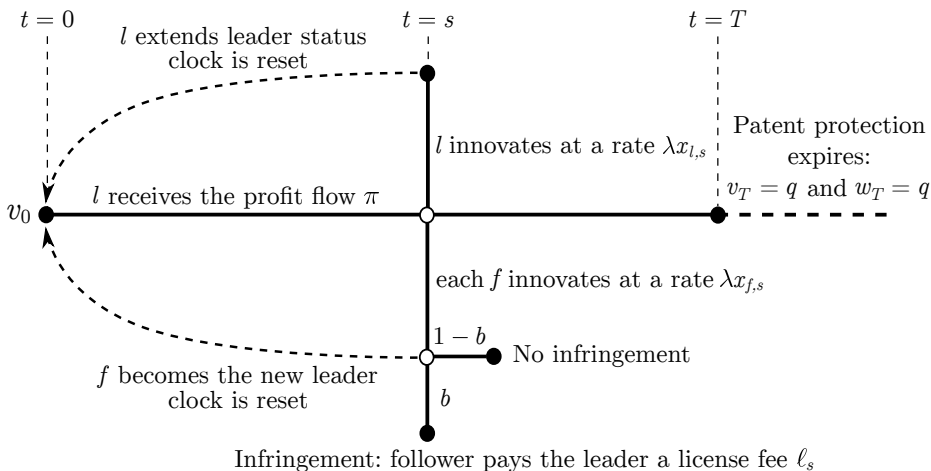 t = 0
t = s
t = T
l extends leader status
clock is reset
Patent protection
expires:
v_T = q and w_T = q
l innovates at a rate λx_{l,s}
l receives the profit flow π
v_0
each f innovates at a rate λx_{f,s}
1 − b
No infringement
f becomes the new leader
clock is reset
b
Infringement: follower pays the leader a license fee ℓ_s